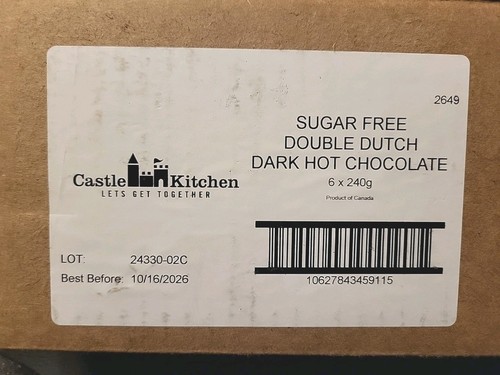 2649
SUGAR FREE
DOUBLE DUTCH
DARK HOT CHOCOLATE
6 x 240g
Product of Canada
Castle Kitchen
LETS GET TOGETHER
LOT: 24330-02C
Best Before: 10/16/2026
10627843459115